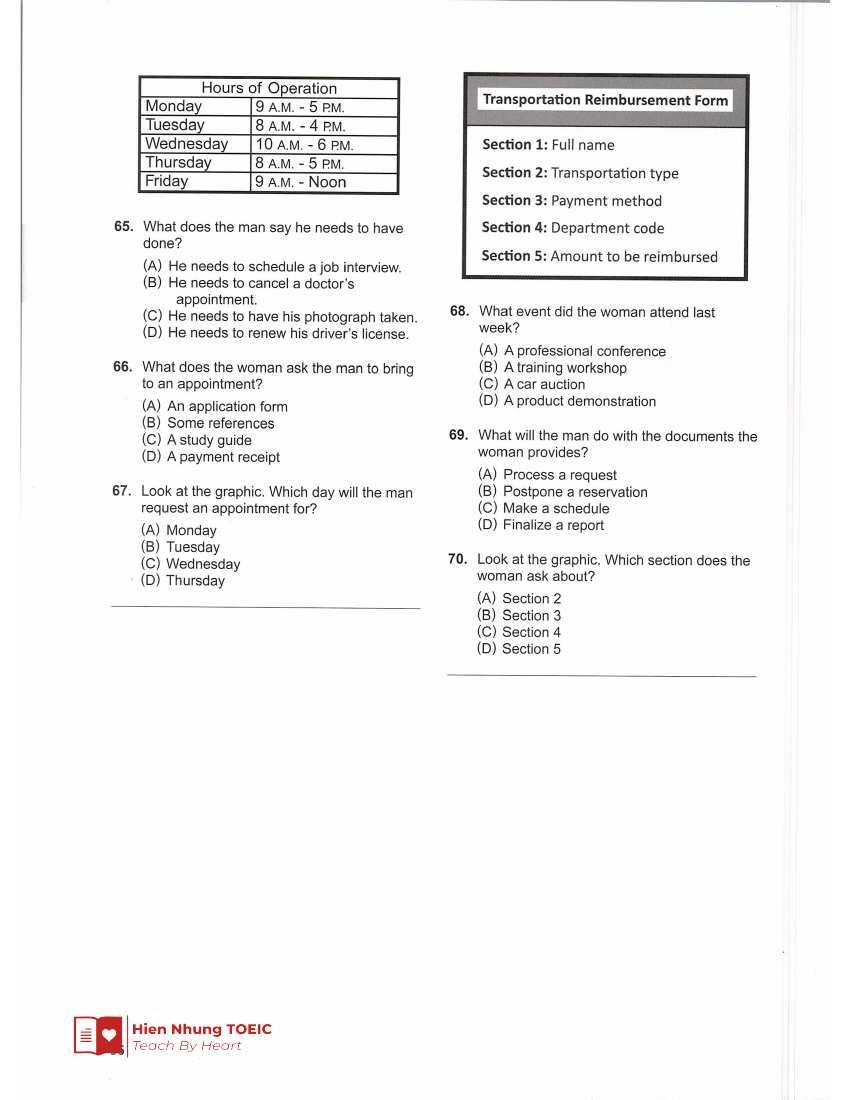 Hours of Operation
Monday 9 A.M. - 5 P.M.
Tuesday 8 A.M. - 4 P.M.
Wednesday 10 A.M. - 6 P.M.
Thursday 8 A.M. - 5 P.M.
Friday 9 A.M. - Noon
65. What does the man say he needs to have
done?
(A) He needs to schedule a job interview.
(B) He needs to cancel a doctor's
appointment.
(C) He needs to have his photograph taken.
(D) He needs to renew his driver's license.
66. What does the woman ask the man to bring
to an appointment?
(A) An application form
(B) Some references
(C) A study guide
(D) A payment receipt
67. Look at the graphic. Which day will the man
request an appointment for?
(A) Monday
(B) Tuesday
(C) Wednesday
(D) Thursday
Transportation Reimbursement Form
Section 1: Full name
Section 2: Transportation type
Section 3: Payment method
Section 4: Department code
Section 5: Amount to be reimbursed
68. What event did the woman attend last
week?
(A) A professional conference
(B) A training workshop
(C) A car auction
(D) A product demonstration
69. What will the man do with the documents the
woman provides?
(A) Process a request
(B) Postpone a reservation
(C) Make a schedule
(D) Finalize a report
70. Look at the graphic. Which section does the
woman ask about?
(A) Section 2
(B) Section 3
(C) Section 4
(D) Section 5
Hien Nhung TOEIC
Teach By Heart